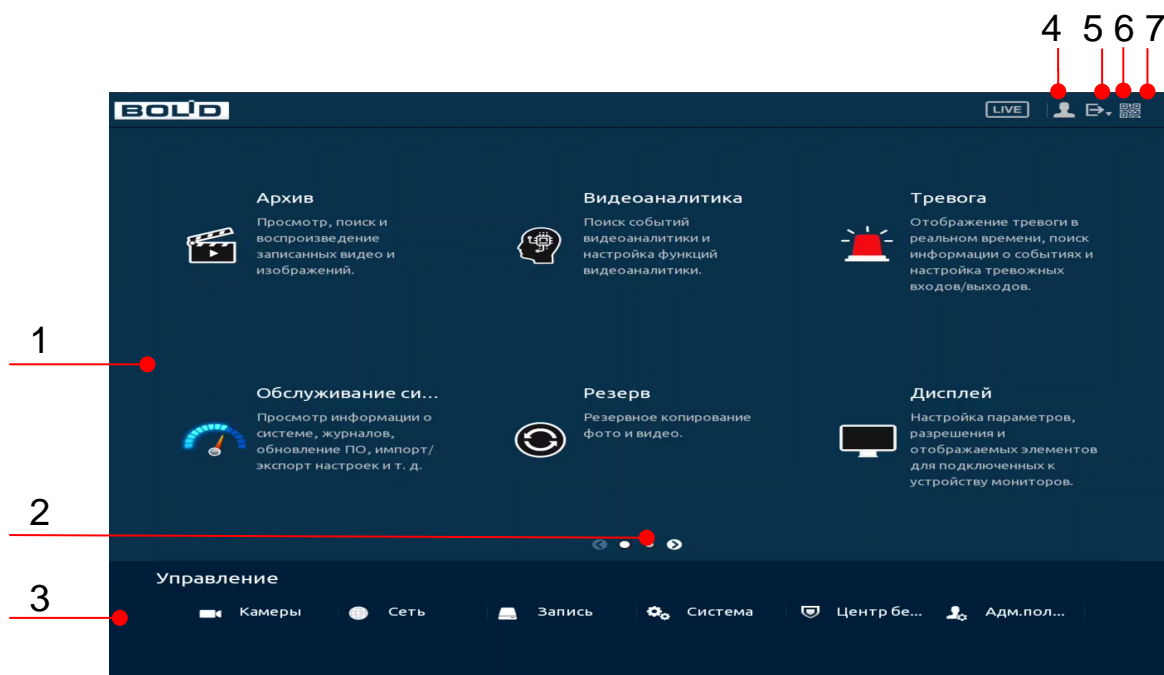 4 5 6 7
BOLID
LIVE
Архив
Просмотр, поиск и
воспроизведение
записанных видео и
изображений.
Видеоаналитика
Поиск событий
видеоаналитики и
настройка функций
видеоаналитики.
Тревога
Отображение тревоги в
реальном времени, поиск
информации о событиях и
настройка тревожных
входов/выходов.
1
Обслуживание си...
Просмотр информации о
системе, журналов,
обновление ПО, импорт/
экспорт настроек и т. д.
Резерв
Резервное копирование
фото и видео.
Дисплей
Настройка параметров,
разрешения и
отображаемых элементов
для подключенных к
устройству мониторов.
2
Управление
3
Камеры
Сеть
Запись
Система
Центр бе...
Адм.пол...